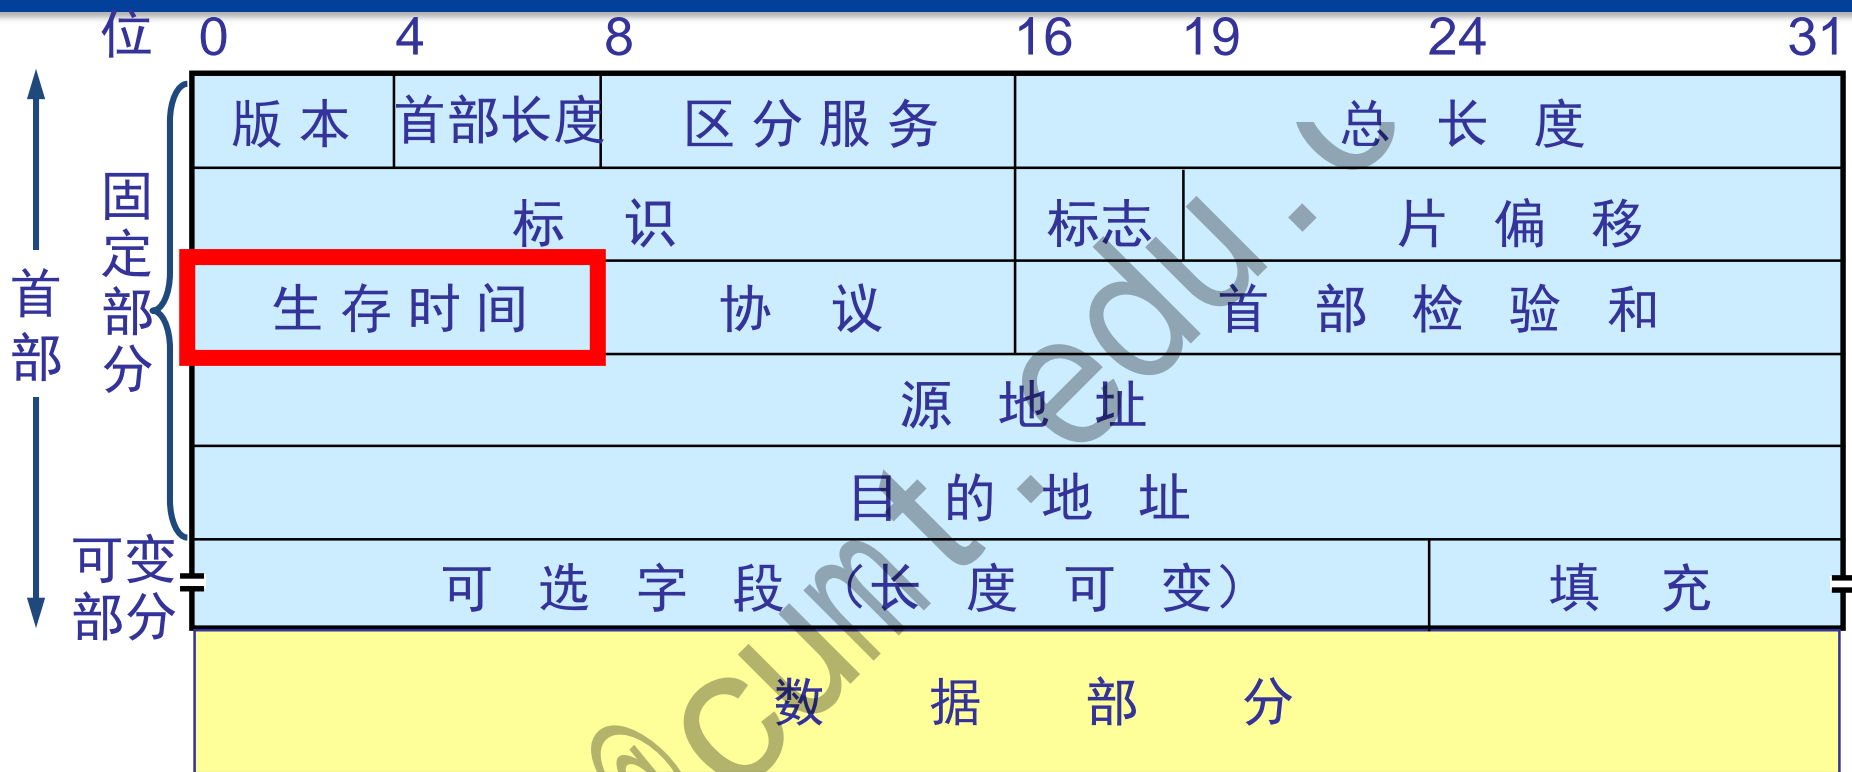 位 0 4 8 16 19 24 31
版本 首部长度 区分服务 总长度
标识 标志 片偏移
生存时间 协议 首部检验和
源地址
目的地址
可选字段（长度可变） 填充
数据部分
首部
固定部分
可变
部分
@cumt.edu.c